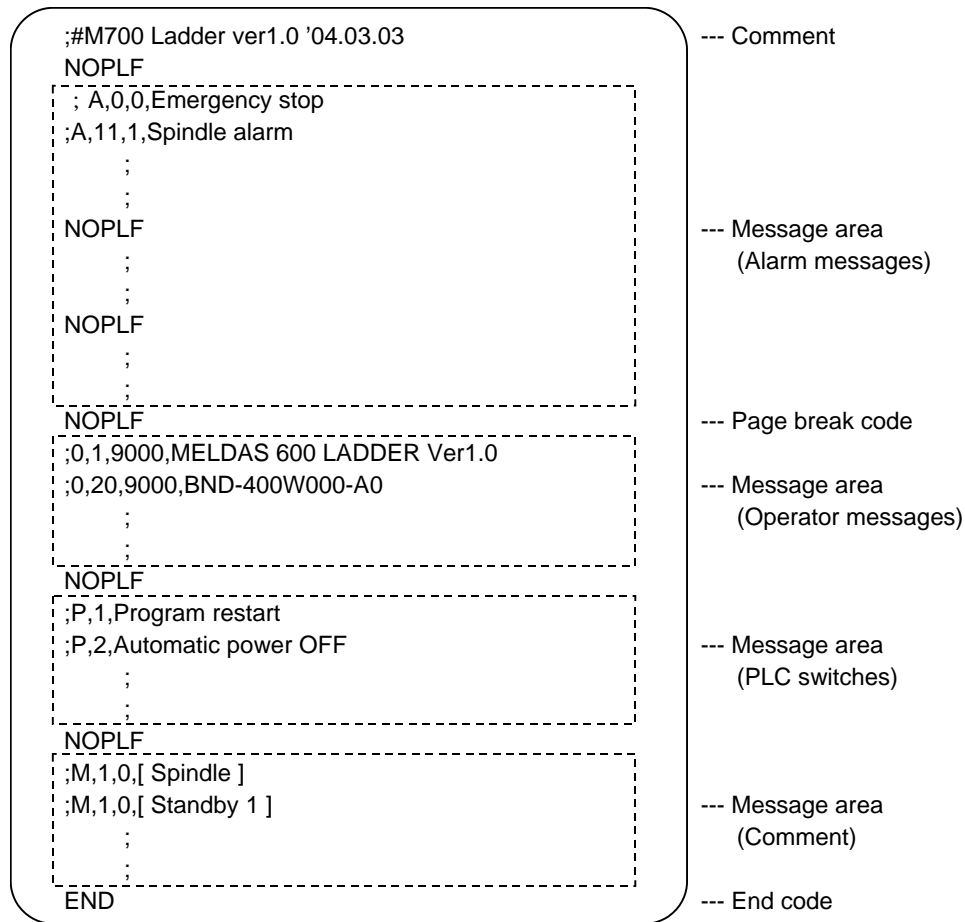 ;#M700 Ladder ver1.0 '04.03.03 --- Comment
NOPLF
; A,0,0,Emergency stop
;A,11,1,Spindle alarm
;
;
NOPLF --- Message area
; (Alarm messages)
;
NOPLF
;
;
NOPLF --- Page break code
;0,1,9000,MELDAS 600 LADDER Ver1.0
;0,20,9000,BND-400W000-A0 --- Message area
; (Operator messages)
;
NOPLF
;P,1,Program restart
;P,2,Automatic power OFF --- Message area
; (PLC switches)
;
NOPLF
;M,1,0,[ Spindle ]
;M,1,0,[ Standby 1 ] --- Message area
; (Comment)
;
END --- End code